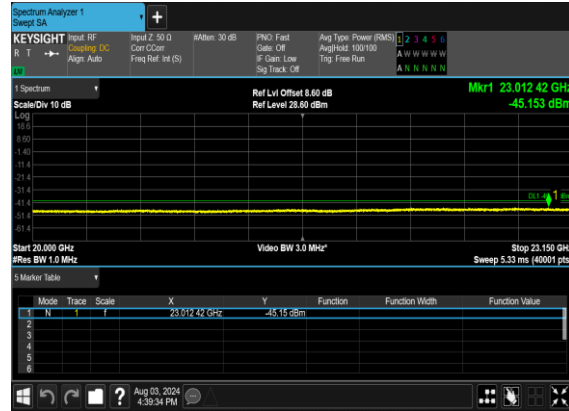 Spectrum Analyzer 1
Swept SA
KEYSIGHT
R T
Input: RF
Coupling: DC
Align: Auto
Input Z: 50 Ω
Corr CCorr
Freq Ref: Int (S)
#Atten: 30 dB
PNO: Fast
Gate: Off
IF Gain: Low
Sig Track: Off
Avg Type: Power (RMS)
Avg|Hold: 100/100
Trig: Free Run
1 2 3 4 5 6
A W W W W W
A N N N N N
1 Spectrum
Scale/Div 10 dB
Ref Lvl Offset 8.60 dB
Ref Level 28.60 dBm
Mkr1 23.012 42 GHz
-45.153 dBm
Log
18.6
8.60
-1.40
-11.4
-21.4
-31.4
-41.4
-51.4
-61.4
1
Start 20.000 GHz
#Res BW 1.0 MHz
Video BW 3.0 MHz*
Stop 23.150 GHz
Sweep 5.33 ms (40001 pts)
5 Marker Table
Mode Trace Scale X Y Function Function Width Function Value
1 N 1 f 23.012 42 GHz -45.15 dBm
2
3
4
5
6
?
Aug 03, 2024
4:39:34 PM